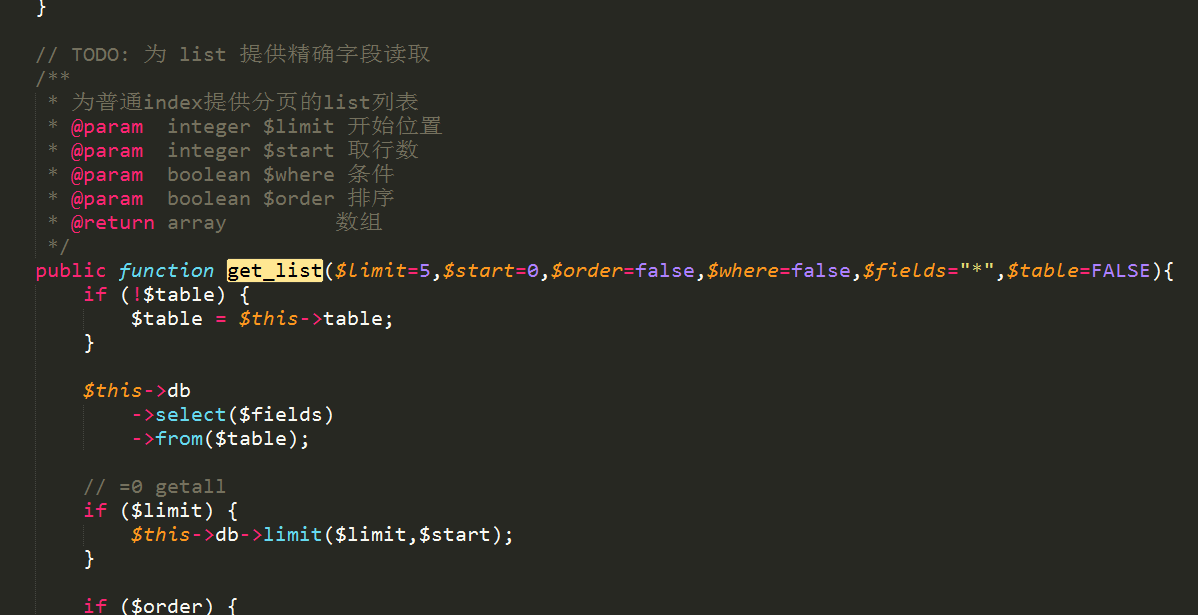 }
// TODO: 为 list 提供精确字段读取
/**
* 为普通index提供分页的list列表
* @param  integer $limit 开始位置
* @param  integer $start 取行数
* @param  boolean $where 条件
* @param  boolean $order 排序
* @return array         数组
*/
public function get_list($limit=5,$start=0,$order=false,$where=false,$fields="*",$table=FALSE){
if (!$table) {
$table = $this->table;
}
$this->db
->select($fields)
->from($table);
// =0 getall
if ($limit) {
$this->db->limit($limit,$start);
}
if ($order) {